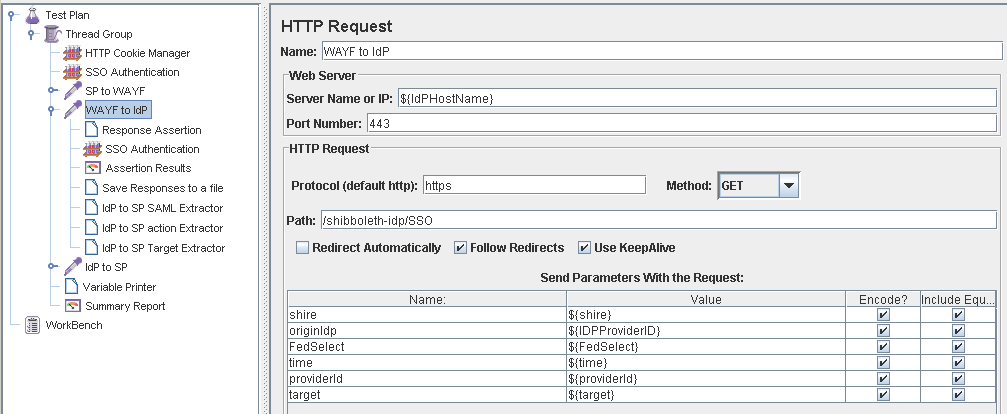 Test Plan
Thread Group
HTTP Cookie Manager
SSO Authentication
SP to WAYF
WAYF to IdP
Response Assertion
SSO Authentication
Assertion Results
Save Responses to a file
IdP to SP SAML Extractor
IdP to SP action Extractor
IdP to SP Target Extractor
IdP to SP
Variable Printer
Summary Report
WorkBench
HTTP Request
Name: WAYF to IdP
Web Server
Server Name or IP: ${IdPHostName}
Port Number: 443
HTTP Request
Protocol (default http): https Method: GET
Path: /shibboleth-idp/SSO
Redirect Automatically Follow Redirects Use KeepAlive
Send Parameters With the Request:
Name: Value Encode? Include Equ...
shire ${shire}
originIdp ${IDPProviderID}
FedSelect ${FedSelect}
time ${time}
providerId ${providerId}
target ${target}